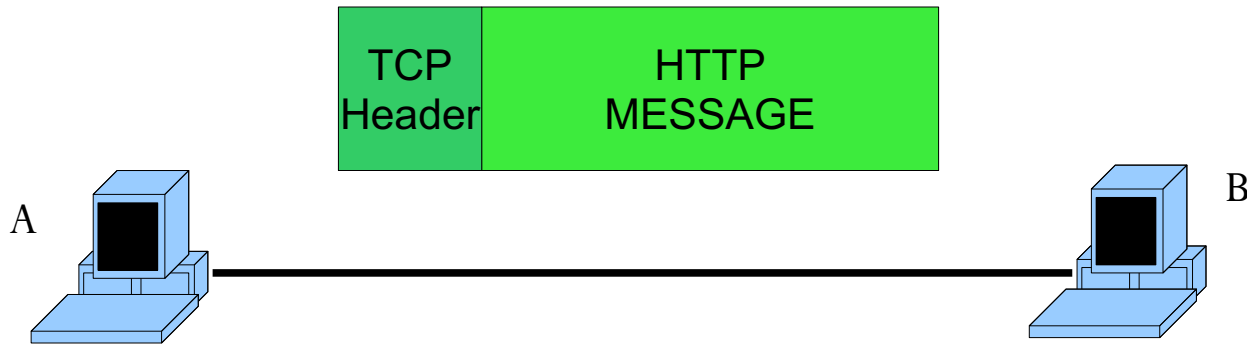 TCP
Header
HTTP
MESSAGE
A
B